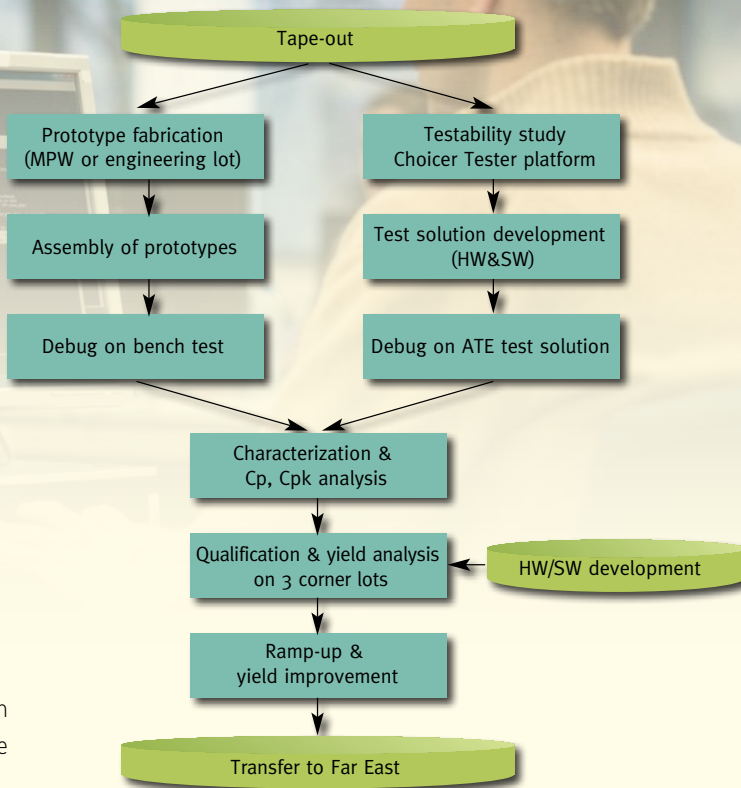 Tape-out
Prototype fabrication
(MPW or engineering lot)
Testability study
Choicer Tester platform
Assembly of prototypes
Test solution development
(HW&SW)
Debug on bench test
Debug on ATE test solution
Characterization &
Cp, Cpk analysis
Qualification & yield analysis
on 3 corner lots
HW/SW development
Ramp-up &
yield improvement
Transfer to Far East